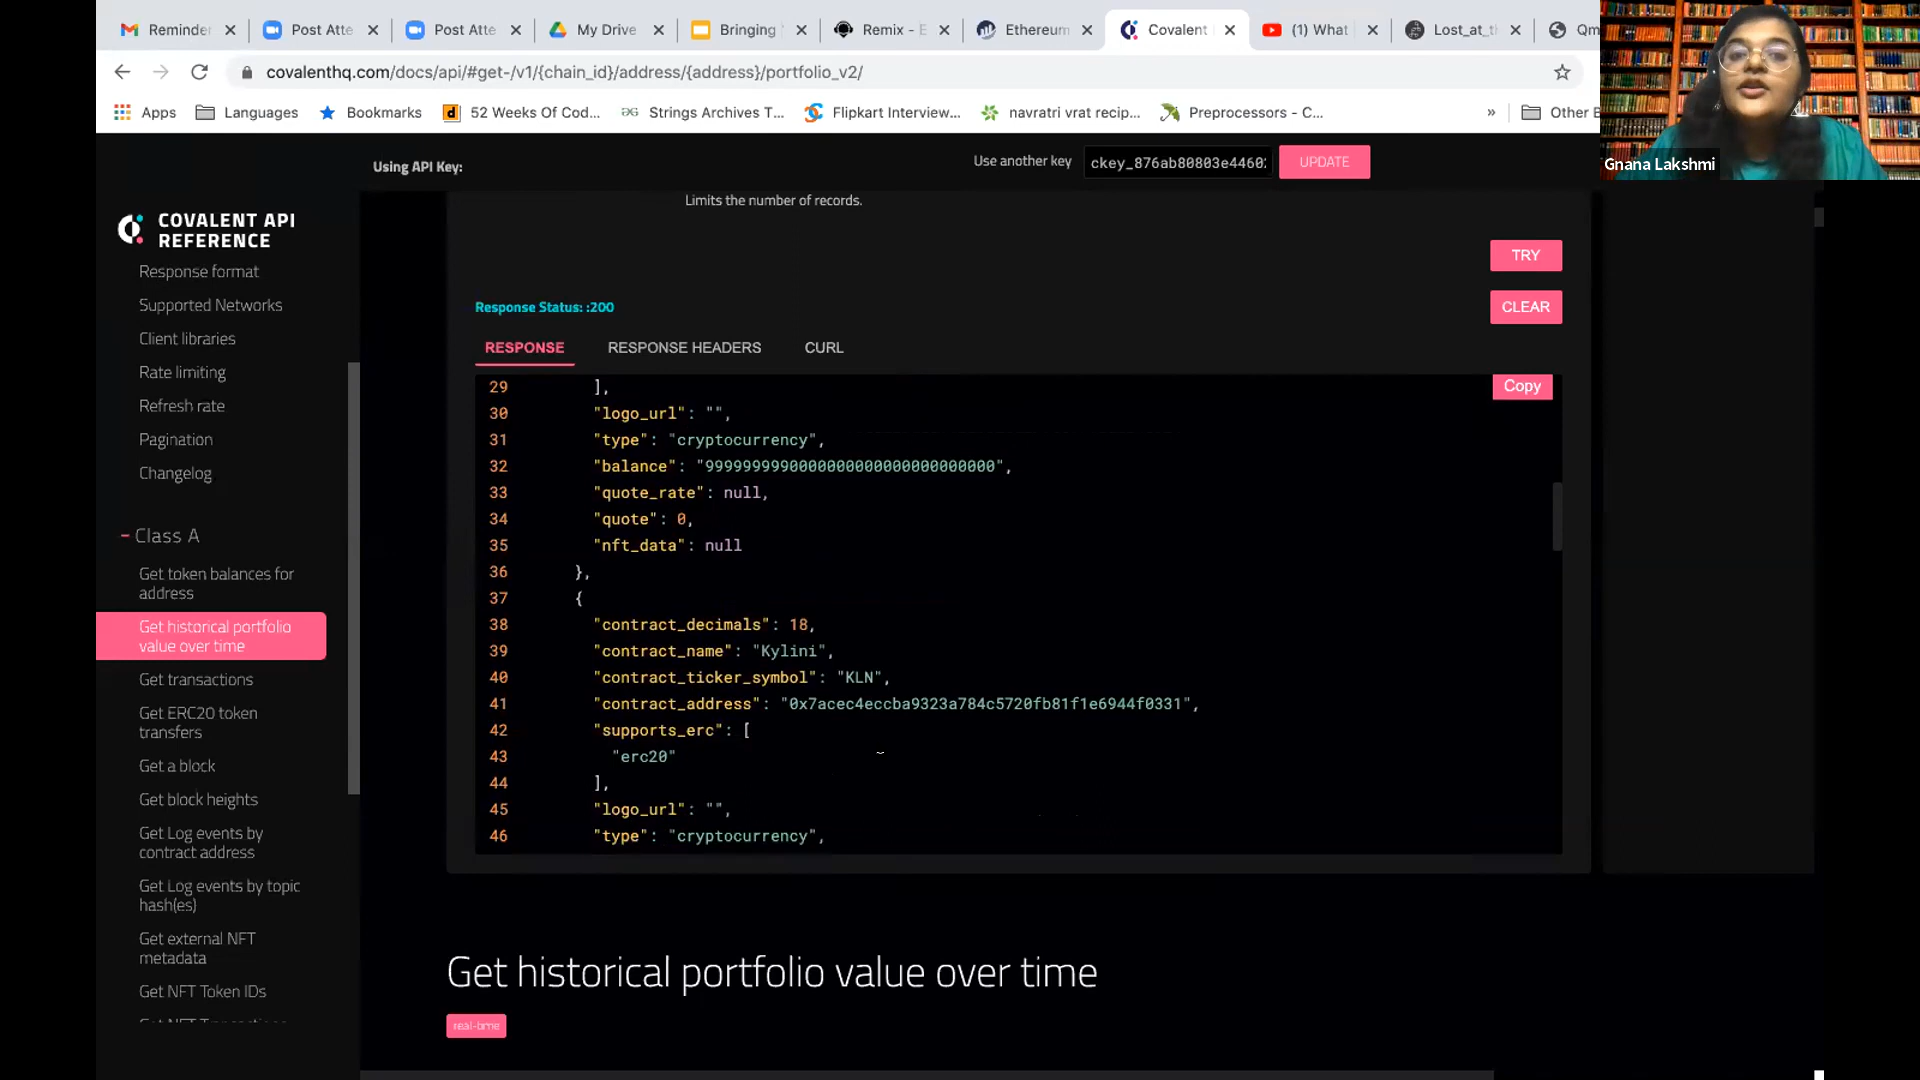 Reminder
Post Atte
Post Atte
My Drive
Bringing
Remix - E
Ethereum
Covalent
(1) What
Lost_at_t
Qm
covalenthq.com/docs/api/#get-/v1/{chain_id}/address/{address}/portfolio_v2/
Apps
Languages
Bookmarks
52 Weeks Of Cod...
Strings Archives T...
Flipkart Interview...
navratri vrat recip...
Preprocessors - C...
»
Other B
Gnana Lakshmi
Using API Key:
Use another key
ckey_876ab80803e4460
UPDATE
COVALENT API
REFERENCE
Response format
Supported Networks
Client libraries
Rate limiting
Refresh rate
Pagination
Changelog
- Class A
Get token balances for
address
Get historical portfolio
value over time
Get transactions
Get ERC20 token
transfers
Get a block
Get block heights
Get Log events by
contract address
Get Log events by topic
hash(es)
Get external NFT
metadata
Get NFT Token IDs
Get NFT Transactions
Limits the number of records.
TRY
Response Status: :200
CLEAR
RESPONSE
RESPONSE HEADERS
CURL
Copy
29 ],
30 "logo_url": "",
31 "type": "cryptocurrency",
32 "balance": "9999999990000000000000000000000",
33 "quote_rate": null,
34 "quote": 0,
35 "nft_data": null
36 },
37 {
38 "contract_decimals": 18,
39 "contract_name": "Kylini",
40 "contract_ticker_symbol": "KLN",
41 "contract_address": "0x7acec4eccba9323a784c5720fb81f1e6944f0331",
42 "supports_erc": [
43 "erc20"
44 ],
45 "logo_url": "",
46 "type": "cryptocurrency",
Get historical portfolio value over time
real-time